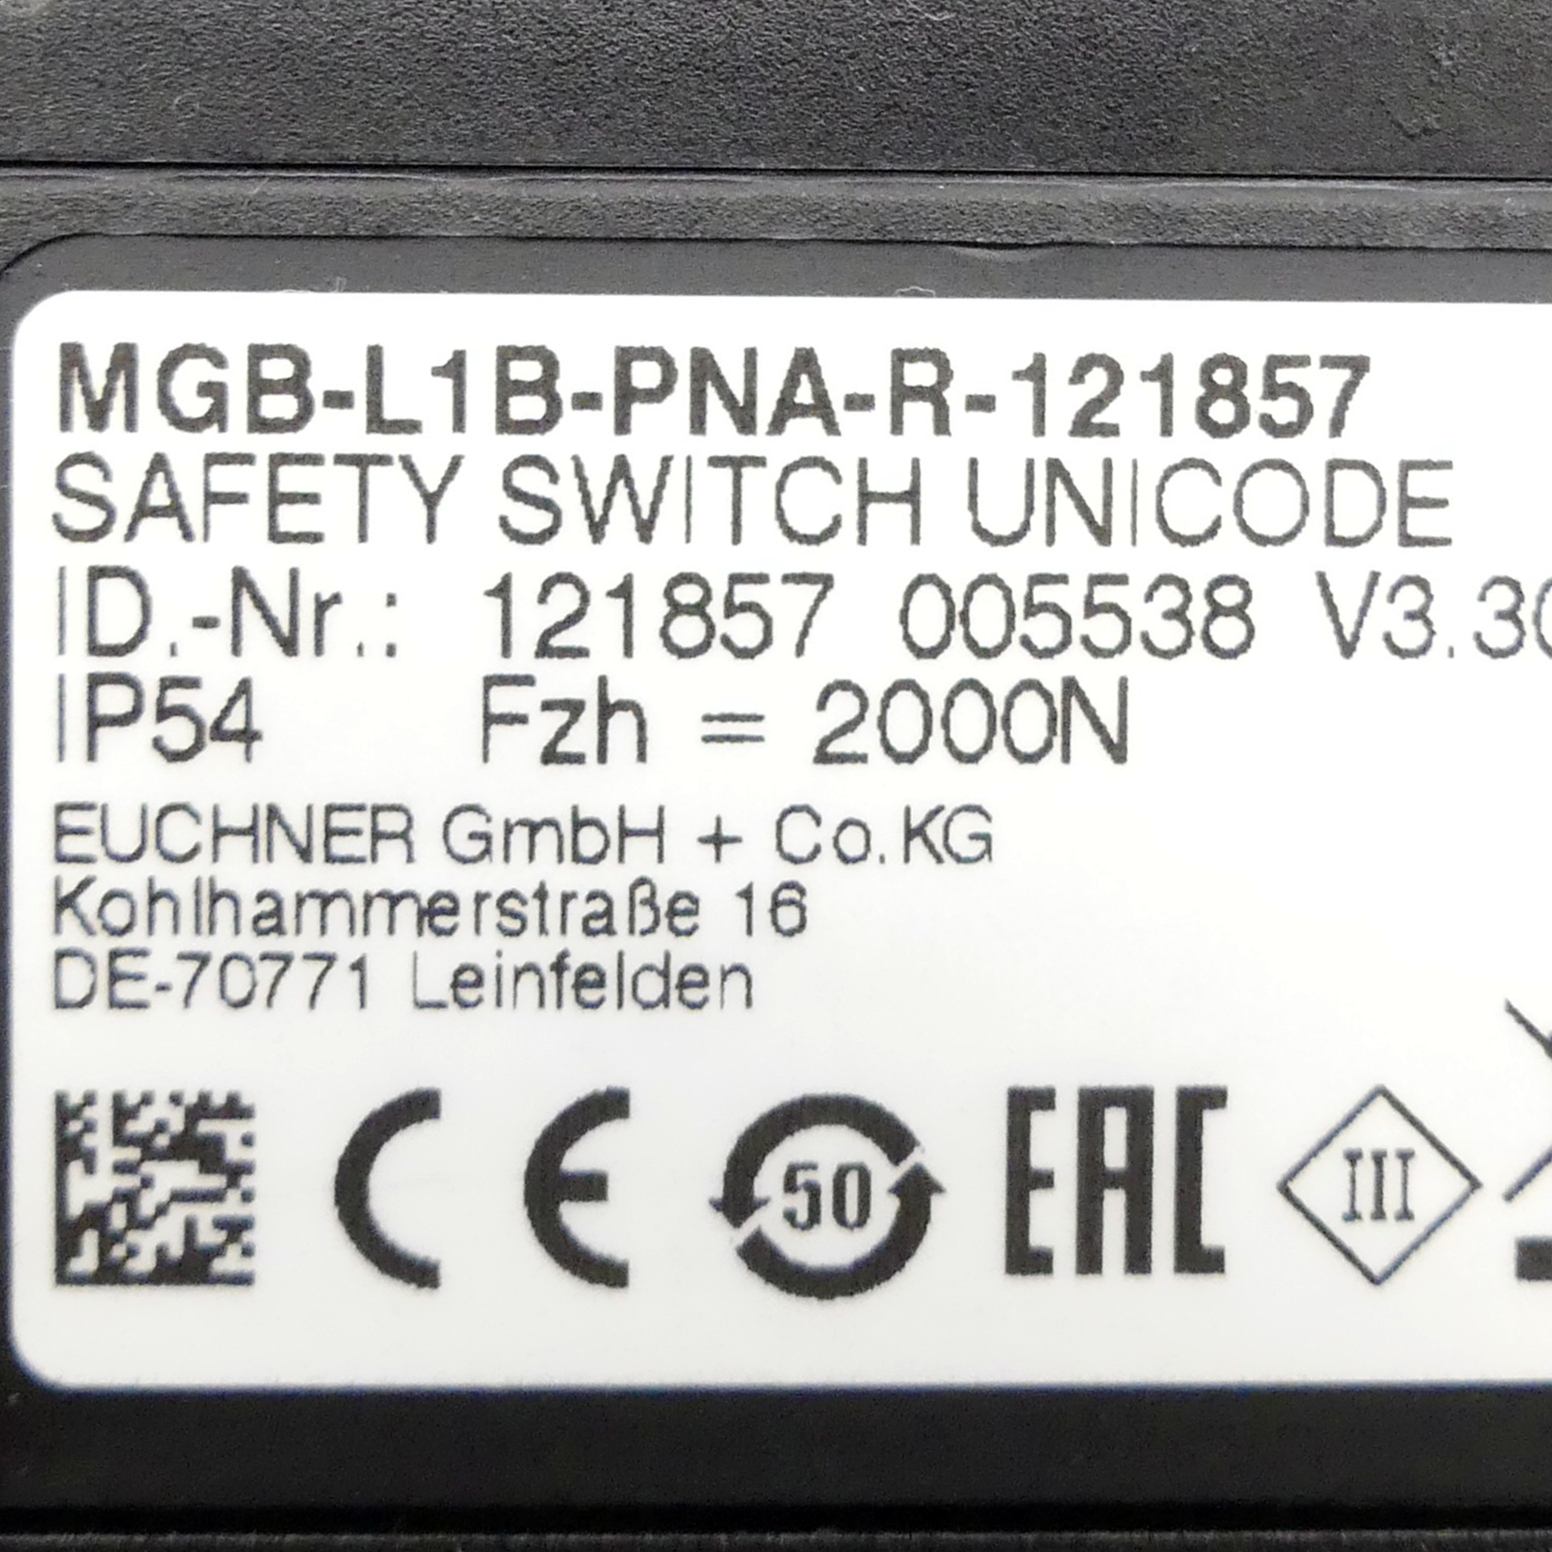 MGB-L1B-PNA-R-121857
SAFETY SWITCH UNICODE
ID.-Nr.: 121857 005538 V3.30
IP54 Fzh = 2000N
EUCHNER GmbH + Co.KG
Kohlhammerstraße 16
DE-70771 Leinfelden
CE 50 EAC III